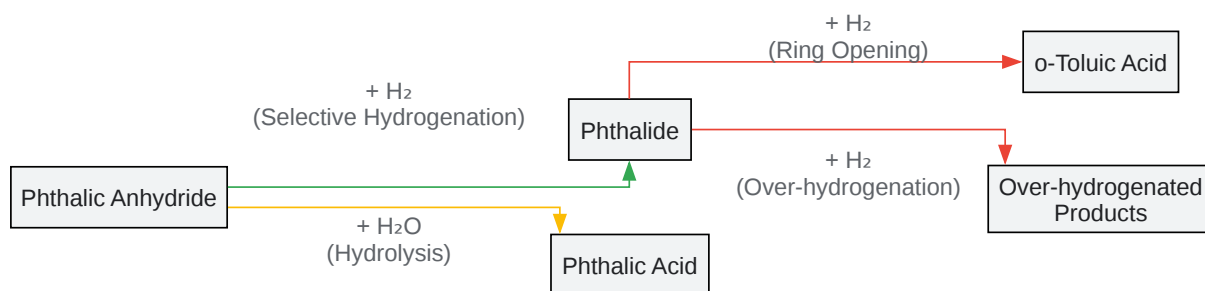 + H₂
(Ring Opening)
o-Toluic Acid
+ H₂
(Selective Hydrogenation)
Phthalide
+ H₂
(Over-hydrogenation)
Phthalic Anhydride
Over-hydrogenated
Products
+ H₂O
(Hydrolysis)
Phthalic Acid